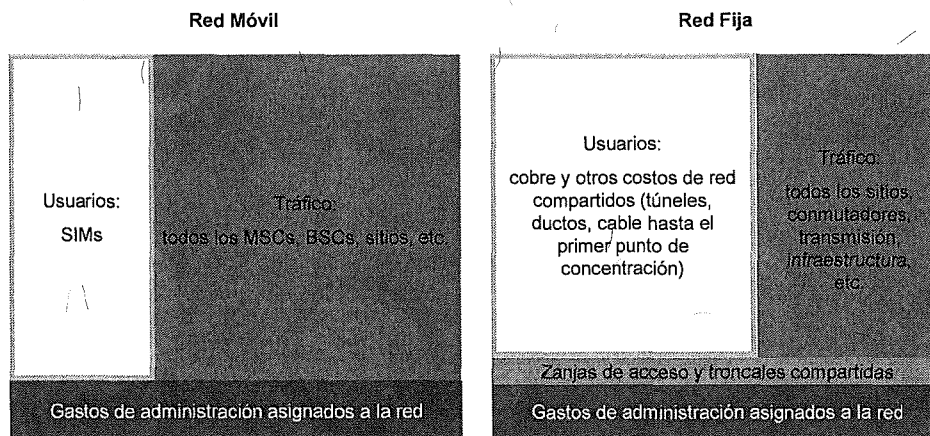 Red Móvil
Usuarios:
SIMs
Tráfico:
todos los MSCs, BSCs, sitios, etc.
Gastos de administración asignados a la red
Red Fija
Usuarios:
cobre y otros costos de red
compartidos (túneles,
ductos, cable hasta el
primer punto de
concentración)
Tráfico:
todos los sitios,
conmutadores,
transmisión,
infraestructura,
etc.
Zanjas de acceso y troncales compartidas
Gastos de administración asignados a la red